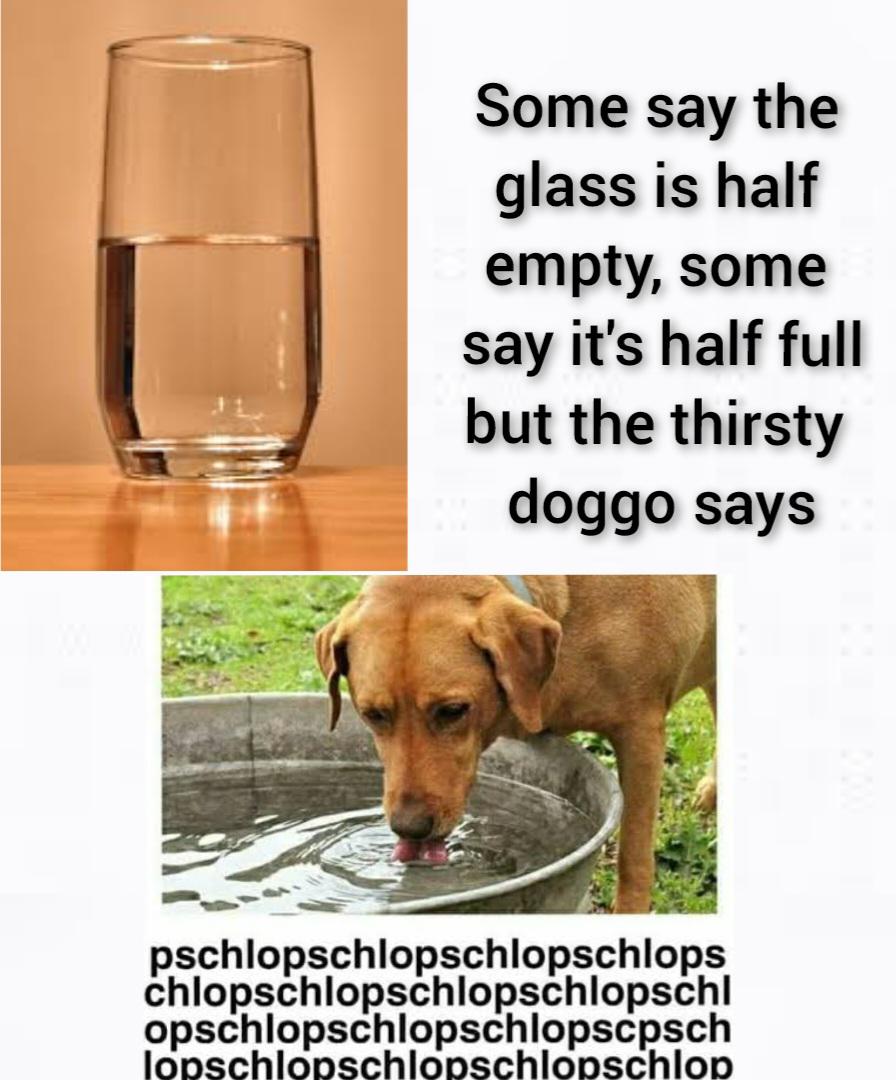 Some say the
glass is half
empty, some
say it's half full
but the thirsty
doggo says
pschlopschlopschlopschlops
chlopschlopschlopschlopschl
opschlopschlopschlopscpsch
lopschlopschlopschlopschlop